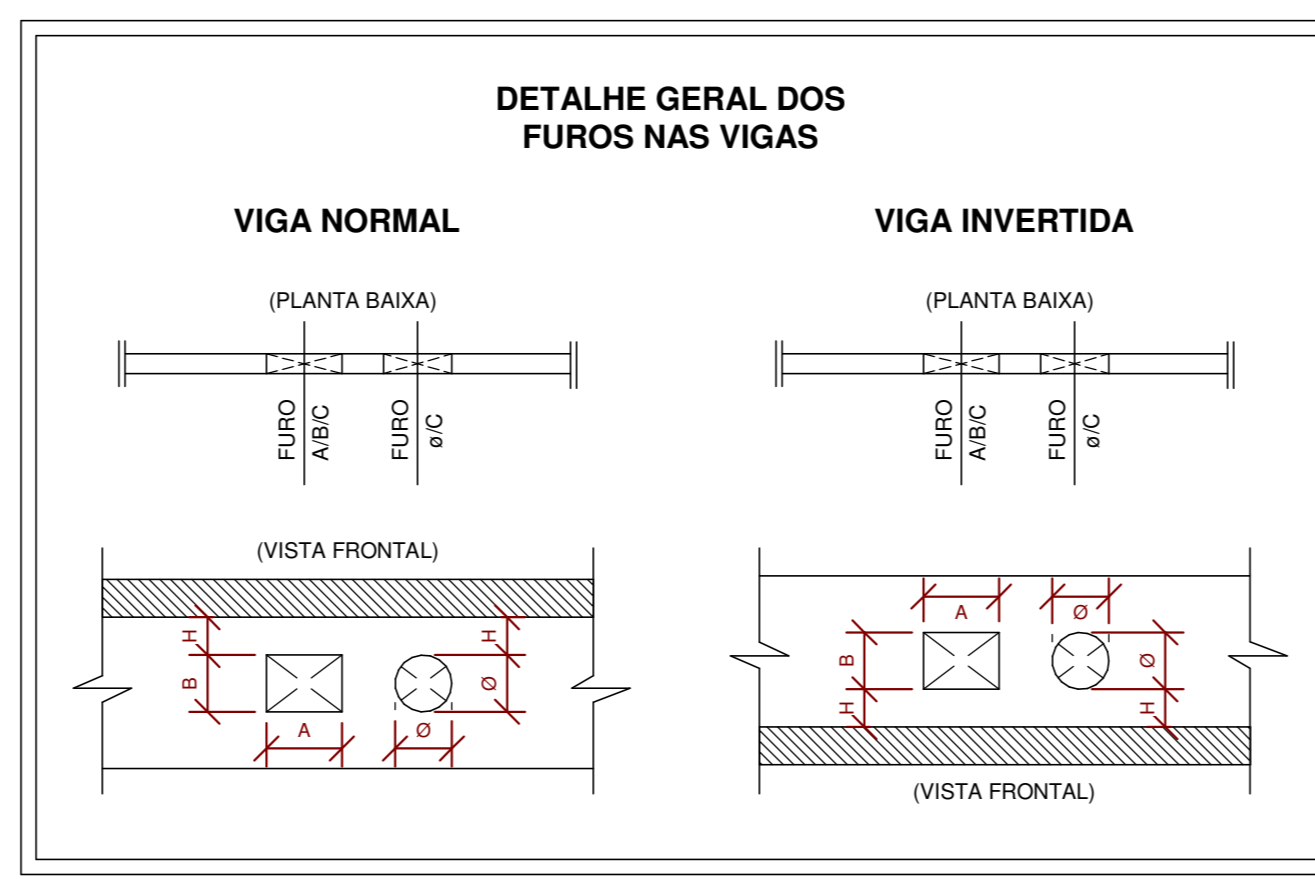 DETALHE GERAL DOS
FUROS NAS VIGAS
VIGA NORMAL
(PLANTA BAIXA)
FURO
A/B/C
FURO
ø/C
(VISTA FRONTAL)
H
B
A
Ø
H
Ø
VIGA INVERTIDA
(PLANTA BAIXA)
FURO
A/B/C
FURO
ø/C
A
Ø
B
H
Ø
H
(VISTA FRONTAL)